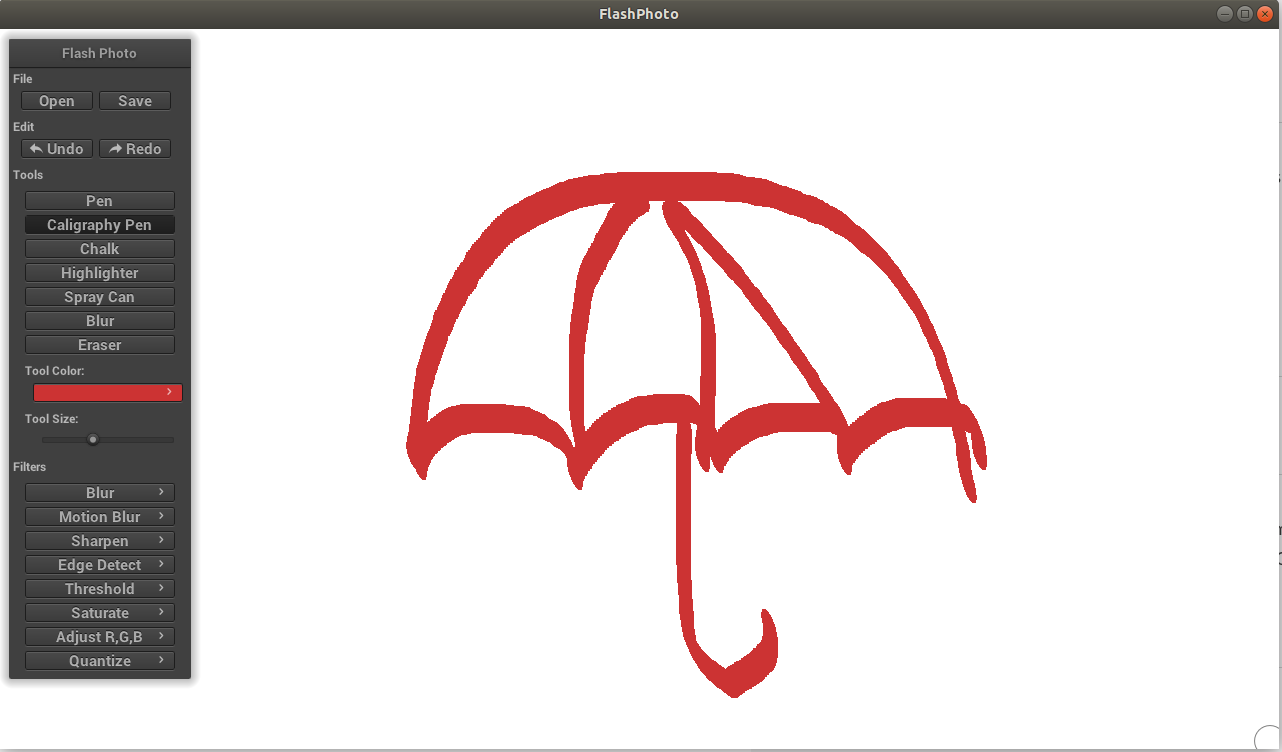 FlashPhoto
Flash Photo
File
Open Save
Edit
Undo Redo
Tools
Pen
Caligraphy Pen
Chalk
Highlighter
Spray Can
Blur
Eraser
Tool Color:
Tool Size:
Filters
Blur
Motion Blur
Sharpen
Edge Detect
Threshold
Saturate
Adjust R,G,B
Quantize